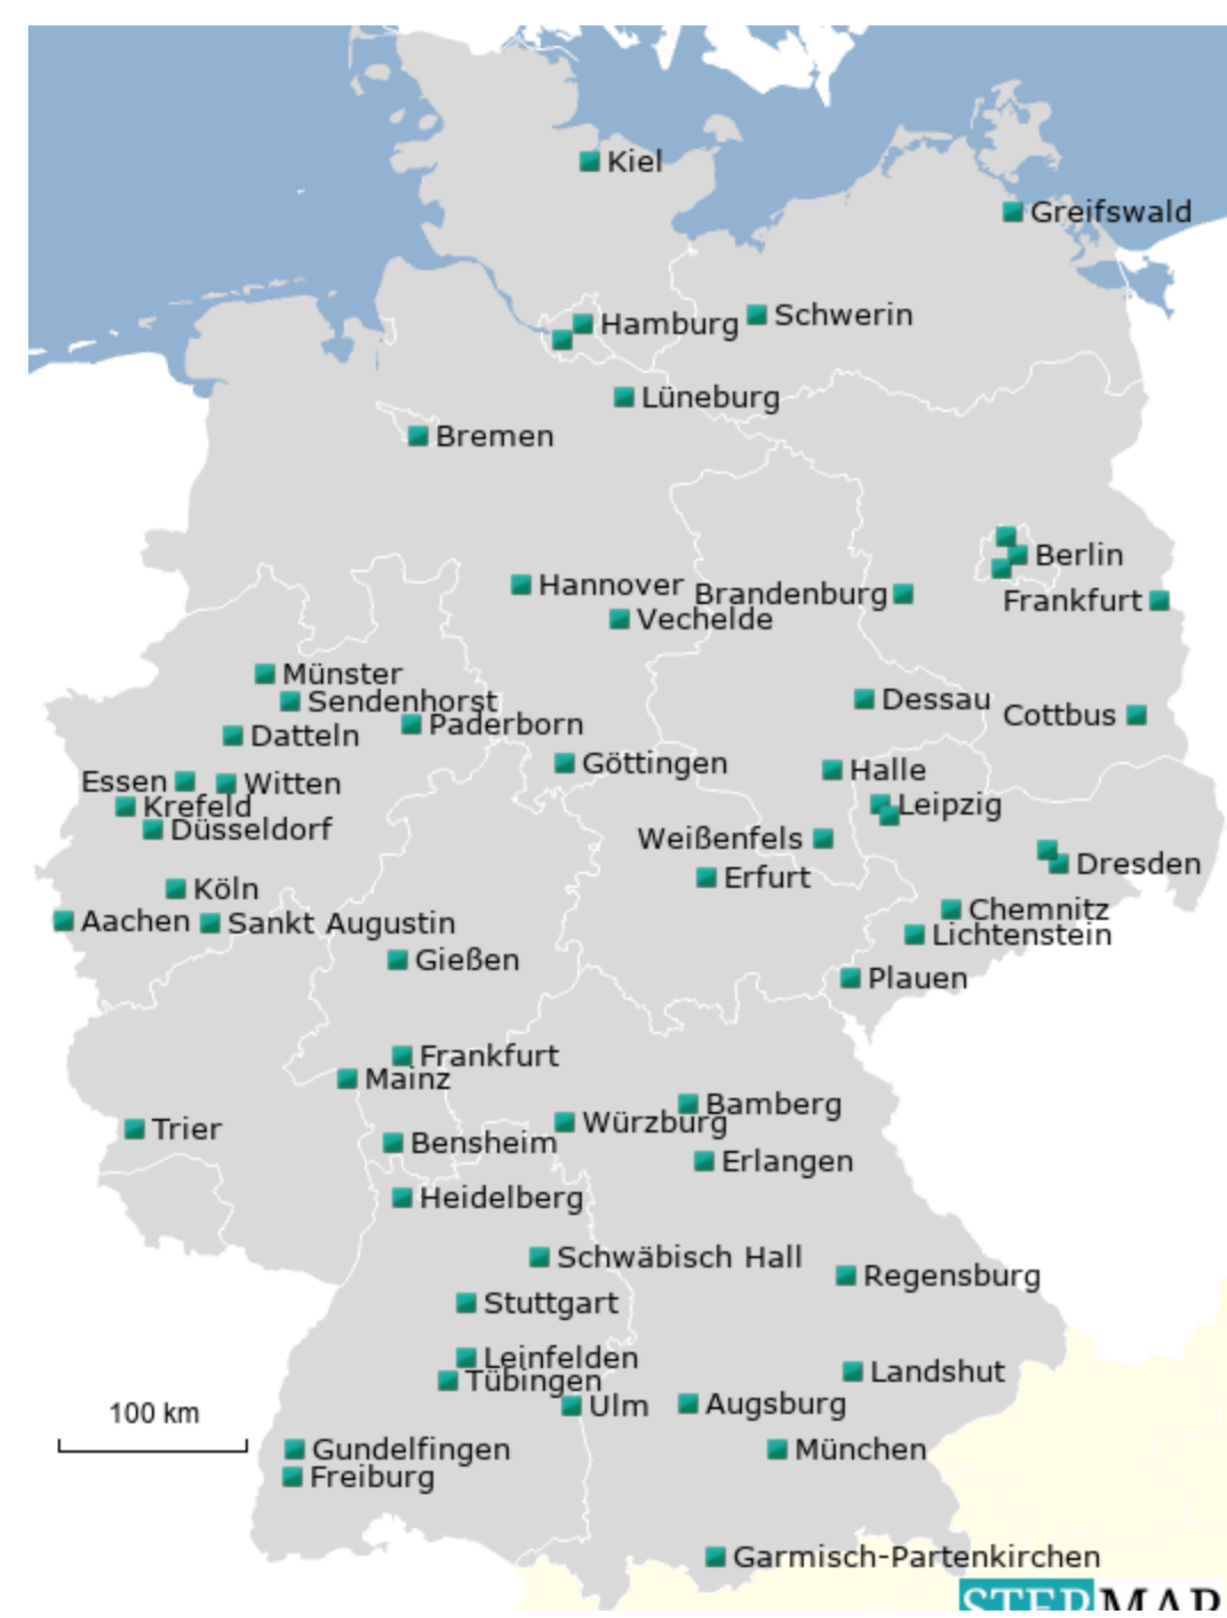 Kiel
Greifswald
Schwerin
Hamburg
Lüneburg
Bremen
Berlin
Hannover
Brandenburg
Frankfurt
Vechelde
Münster
Sendenhorst
Dessau
Cottbus
Paderborn
Datteln
Göttingen
Halle
Essen
Witten
Krefeld
Leipzig
Düsseldorf
Weißenfels
Dresden
Erfurt
Köln
Chemnitz
Aachen
Sankt Augustin
Lichtenstein
Gießen
Plauen
Frankfurt
Mainz
Bamberg
Würzburg
Trier
Bensheim
Erlangen
Heidelberg
Schwäbisch Hall
Regensburg
Stuttgart
Leinfelden
Landshut
Tübingen
Ulm
Augsburg
100 km
Gundelfingen
München
Freiburg
Garmisch-Partenkirchen
STEPMAP